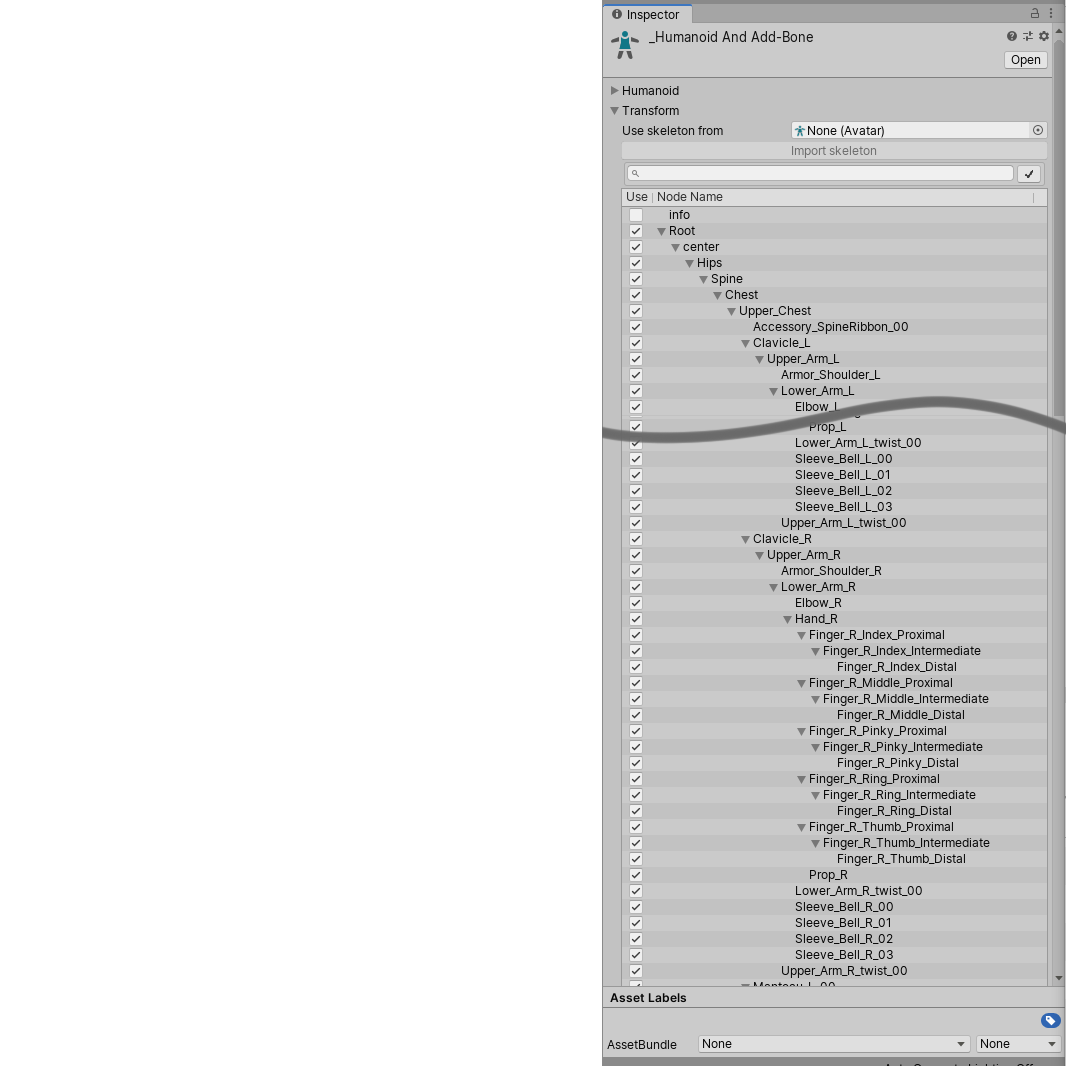 Inspector
_Humanoid And Add-Bone
Open
Humanoid
Transform
Use skeleton from None (Avatar)
Import skeleton
Use Node Name
info
Root
center
Hips
Spine
Chest
Upper_Chest
Accessory_SpineRibbon_00
Clavicle_L
Upper_Arm_L
Armor_Shoulder_L
Lower_Arm_L
Elbow_L
Prop_L
Lower_Arm_L_twist_00
Sleeve_Bell_L_00
Sleeve_Bell_L_01
Sleeve_Bell_L_02
Sleeve_Bell_L_03
Upper_Arm_L_twist_00
Clavicle_R
Upper_Arm_R
Armor_Shoulder_R
Lower_Arm_R
Elbow_R
Hand_R
Finger_R_Index_Proximal
Finger_R_Index_Intermediate
Finger_R_Index_Distal
Finger_R_Middle_Proximal
Finger_R_Middle_Intermediate
Finger_R_Middle_Distal
Finger_R_Pinky_Proximal
Finger_R_Pinky_Intermediate
Finger_R_Pinky_Distal
Finger_R_Ring_Proximal
Finger_R_Ring_Intermediate
Finger_R_Ring_Distal
Finger_R_Thumb_Proximal
Finger_R_Thumb_Intermediate
Finger_R_Thumb_Distal
Prop_R
Lower_Arm_R_twist_00
Sleeve_Bell_R_00
Sleeve_Bell_R_01
Sleeve_Bell_R_02
Sleeve_Bell_R_03
Upper_Arm_R_twist_00
Asset Labels
AssetBundle None None